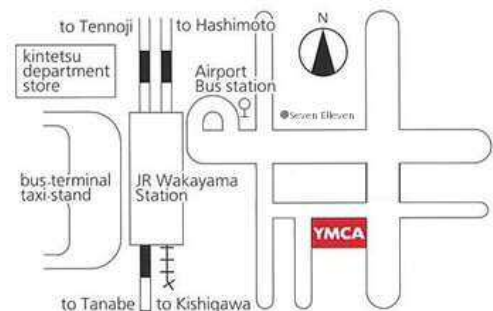 to Tennoji
to Hashimoto
N
kintetsu
department
store
Airport
Bus station
Seven Elleven
bus-terminal
taxi-stand
JR Wakayama
Station
YMCA
to Tanabe
to Kishigawa